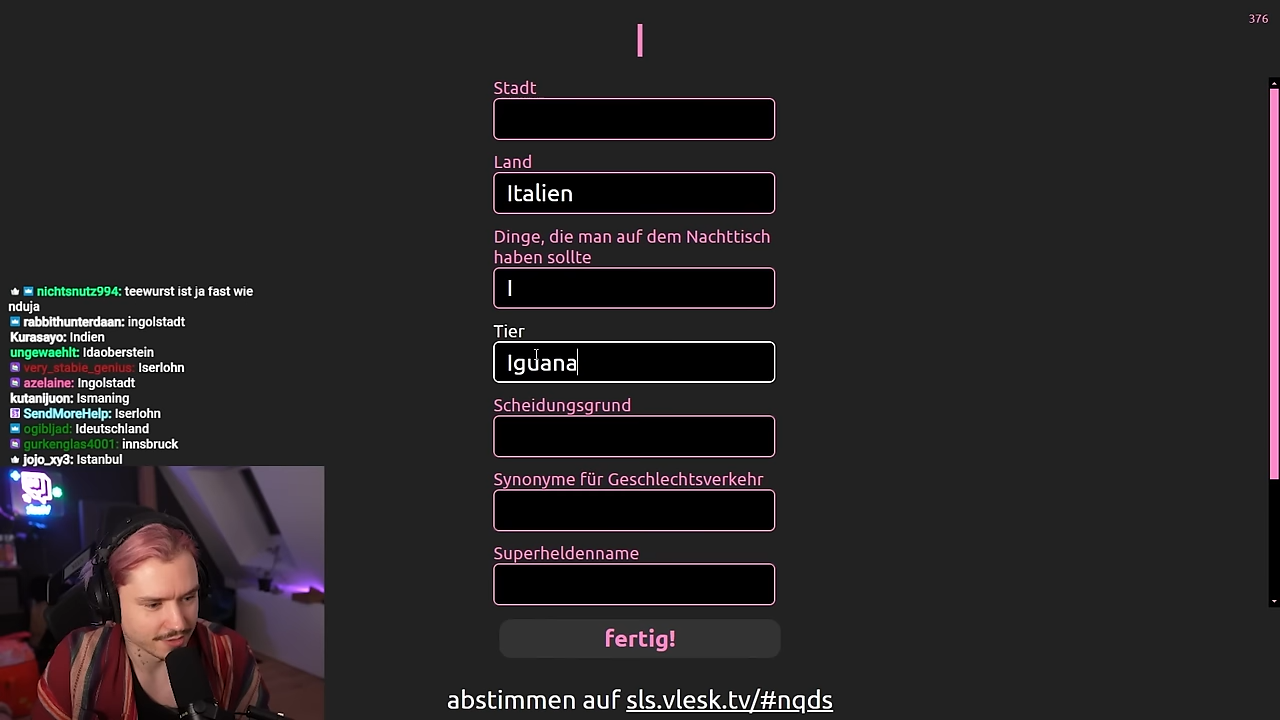 376
I
Stadt
Land
Italien
Dinge, die man auf dem Nachttisch
haben sollte
I
Tier
Iguana
Scheidungsgrund
Synonyme für Geschlechtsverkehr
Superheldenname
fertig!
abstimmen auf sls.vlesk.tv/#nqds
nichtsnutz994: teewurst ist ja fast wie
nduja
rabbithunterdaan: ingolstadt
Kurasayo: Indien
ungewaehlt: Idaoberstein
very_stabie_genius: Iserlohn
azelaine: Ingolstadt
kutanijuon: Ismaning
SendMoreHelp: Iserlohn
ogibljad: Ideutschland
gurkenglas4001: innsbruck
jojo_xy3: Istanbul